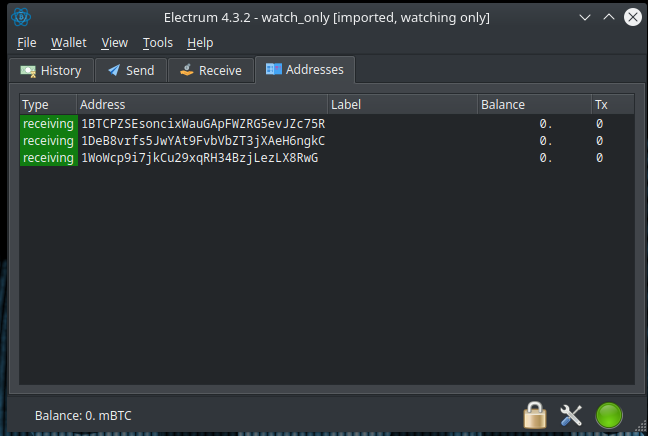 Electrum 4.3.2 - watch_only [imported, watching only]
File Wallet View Tools Help
History Send Receive Addresses
Type Address Label Balance Tx
receiving 1BTCPZSEsoncixWauGApFWZRG5evJZc75R 0. 0
receiving 1DeB8vrfs5JwYAt9FvbVbZT3jXAeH6ngkC 0. 0
receiving 1WoWcp9i7jkCu29xqRH34BzjLezLX8RwG 0. 0
Balance: 0. mBTC